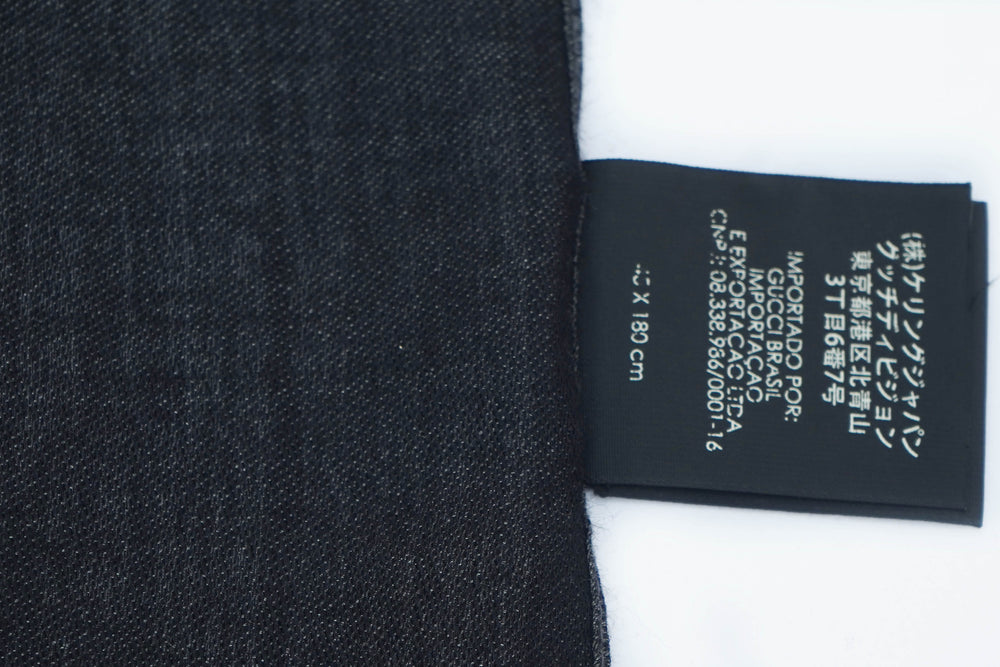 (株)ケリングジャパン
グッチディビジョン
東京都港区北青山
3丁目6番7号
IMPORTADO POR:
GUCCI BRASIL
IMPORTAÇAO
E EXPORTACAO LTDA
CNPJ: 08.338.986/0001-16
X 180 cm